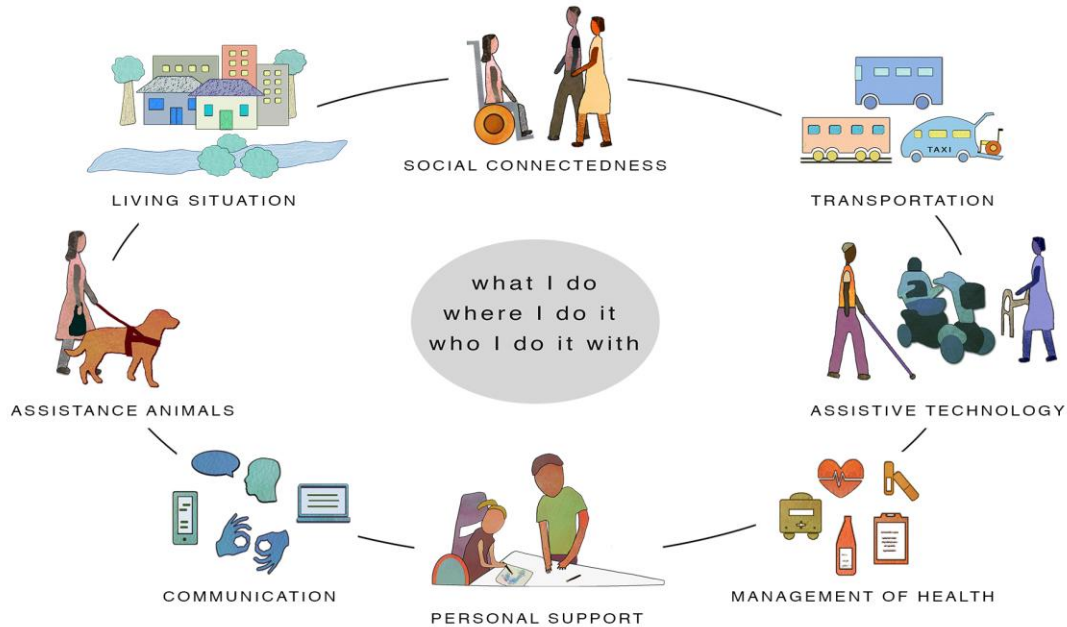 SOCIAL CONNECTEDNESS
LIVING SITUATION
TAXI
TRANSPORTATION
what I do
where I do it
who I do it with
ASSISTANCE ANIMALS
ASSISTIVE TECHNOLOGY
COMMUNICATION
PERSONAL SUPPORT
MANAGEMENT OF HEALTH